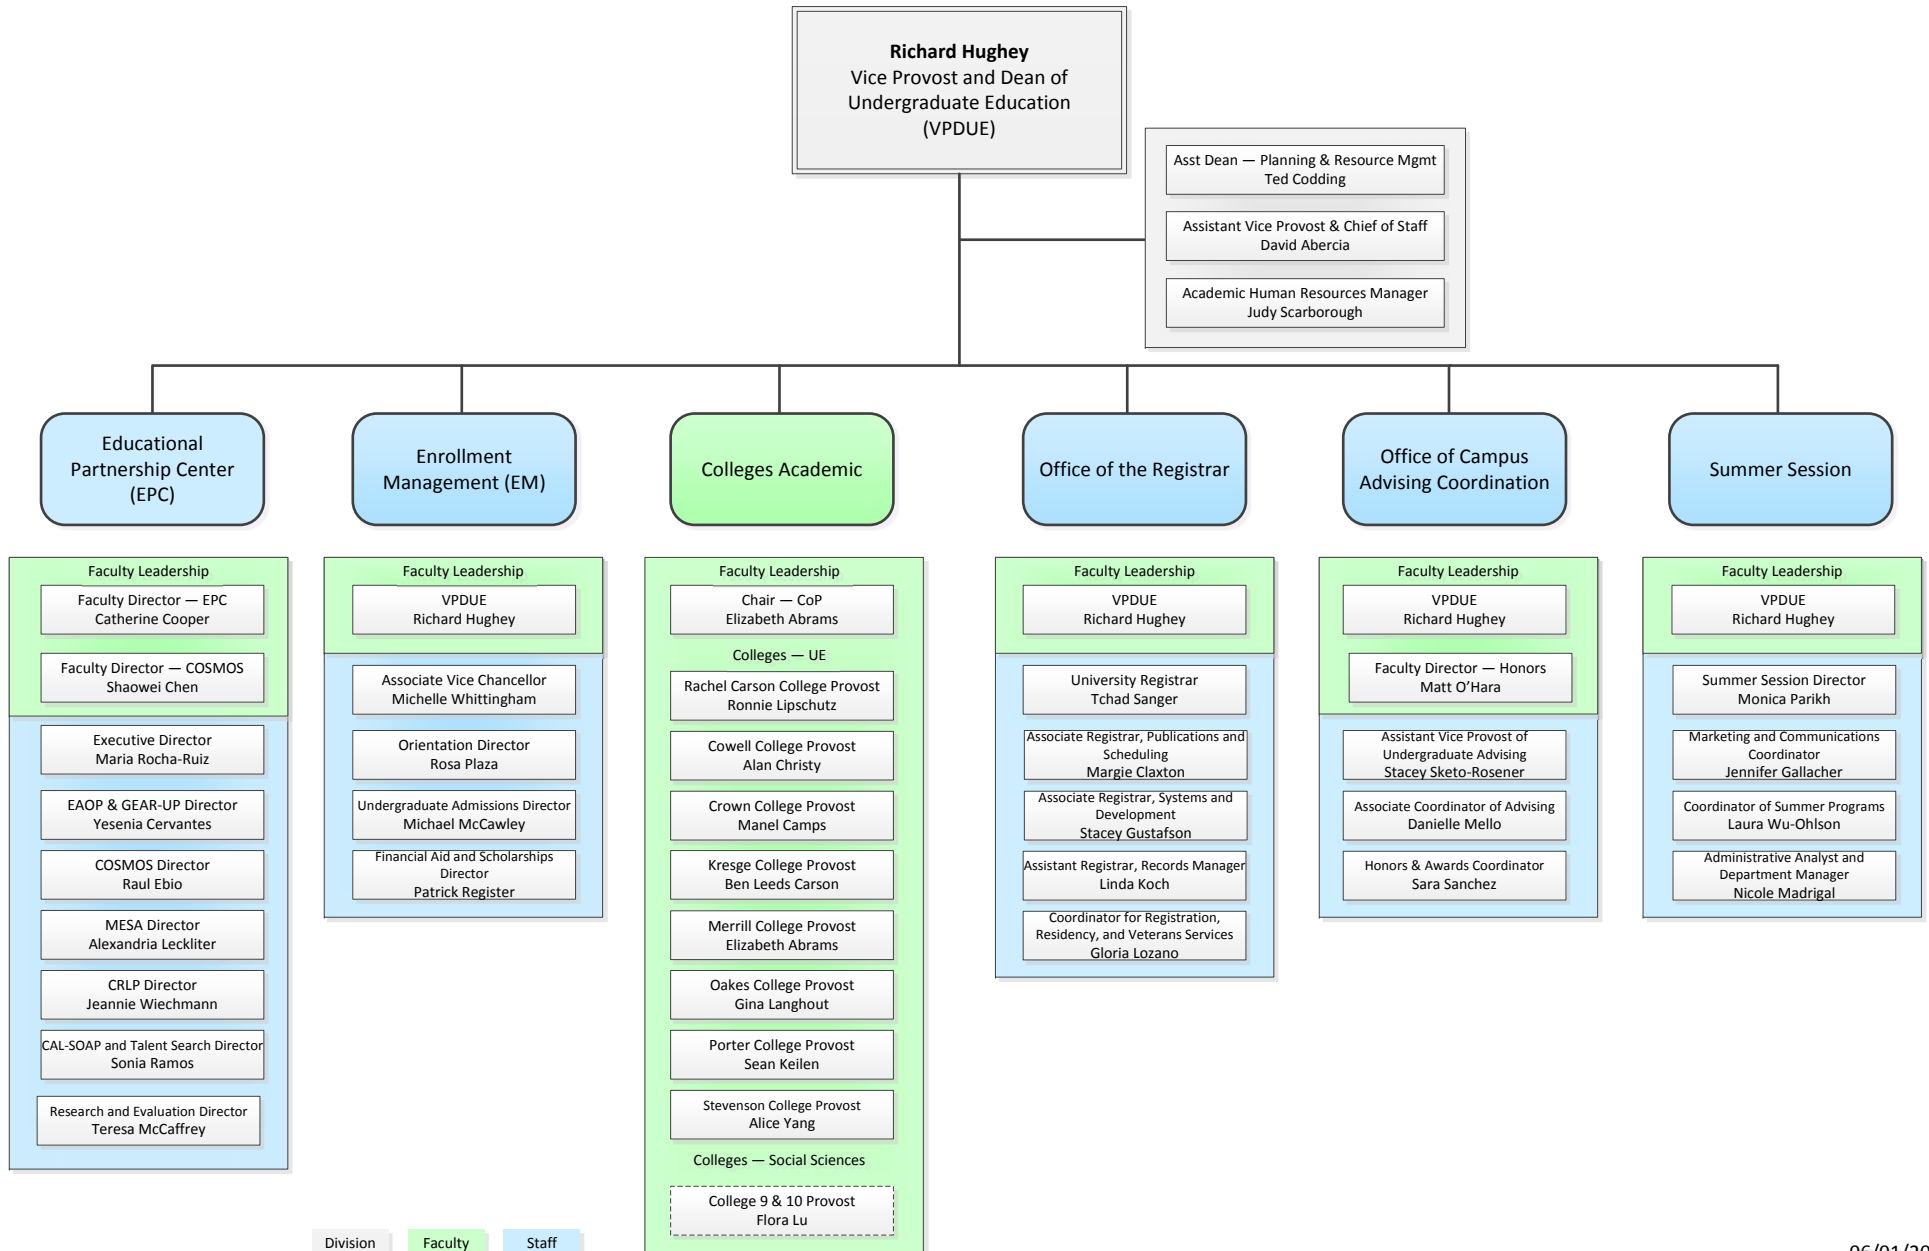 Richard Hughey
Vice Provost and Dean of
Undergraduate Education
(VPDUE)
Asst Dean — Planning & Resource Mgmt
Ted Codding
Assistant Vice Provost & Chief of Staff
David Abercia
Academic Human Resources Manager
Judy Scarborough
Educational
Partnership Center
(EPC)
Enrollment
Management (EM)
Colleges Academic
Office of the Registrar
Office of Campus
Advising Coordination
Summer Session
Faculty Leadership
Faculty Director — EPC
Catherine Cooper
Faculty Director — COSMOS
Shaowei Chen
Executive Director
Maria Rocha-Ruiz
EAOP & GEAR-UP Director
Yesenia Cervantes
COSMOS Director
Raul Ebio
MESA Director
Alexandria Leckliter
CRLP Director
Jeannie Wiechmann
CAL-SOAP and Talent Search Director
Sonia Ramos
Research and Evaluation Director
Teresa McCaffrey
Faculty Leadership
VPDUE
Richard Hughey
Associate Vice Chancellor
Michelle Whittingham
Orientation Director
Rosa Plaza
Undergraduate Admissions Director
Michael McCawley
Financial Aid and Scholarships
Director
Patrick Register
Faculty Leadership
Chair — CoP
Elizabeth Abrams
Colleges — UE
Rachel Carson College Provost
Ronnie Lipschutz
Cowell College Provost
Alan Christy
Crown College Provost
Manel Camps
Kresge College Provost
Ben Leeds Carson
Merrill College Provost
Elizabeth Abrams
Oakes College Provost
Gina Langhout
Porter College Provost
Sean Keilen
Stevenson College Provost
Alice Yang
Colleges — Social Sciences
College 9 & 10 Provost
Flora Lu
Faculty Leadership
VPDUE
Richard Hughey
University Registrar
Tchad Sanger
Associate Registrar, Publications and
Scheduling
Margie Claxton
Associate Registrar, Systems and
Development
Stacey Gustafson
Assistant Registrar, Records Manager
Linda Koch
Coordinator for Registration,
Residency, and Veterans Services
Gloria Lozano
Faculty Leadership
VPDUE
Richard Hughey
Faculty Director — Honors
Matt O’Hara
Assistant Vice Provost of
Undergraduate Advising
Stacey Sketo-Rosener
Associate Coordinator of Advising
Danielle Mello
Honors & Awards Coordinator
Sara Sanchez
Faculty Leadership
VPDUE
Richard Hughey
Summer Session Director
Monica Parikh
Marketing and Communications
Coordinator
Jennifer Gallacher
Coordinator of Summer Programs
Laura Wu-Ohlson
Administrative Analyst and
Department Manager
Nicole Madrigal
Division
Faculty
Staff